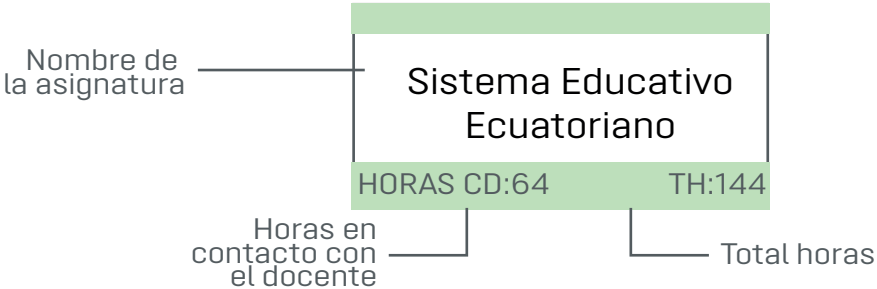 Nombre de
la asignatura
Sistema Educativo
Ecuatoriano
HORAS CD:64 TH:144
Horas en
contacto con
el docente
Total horas